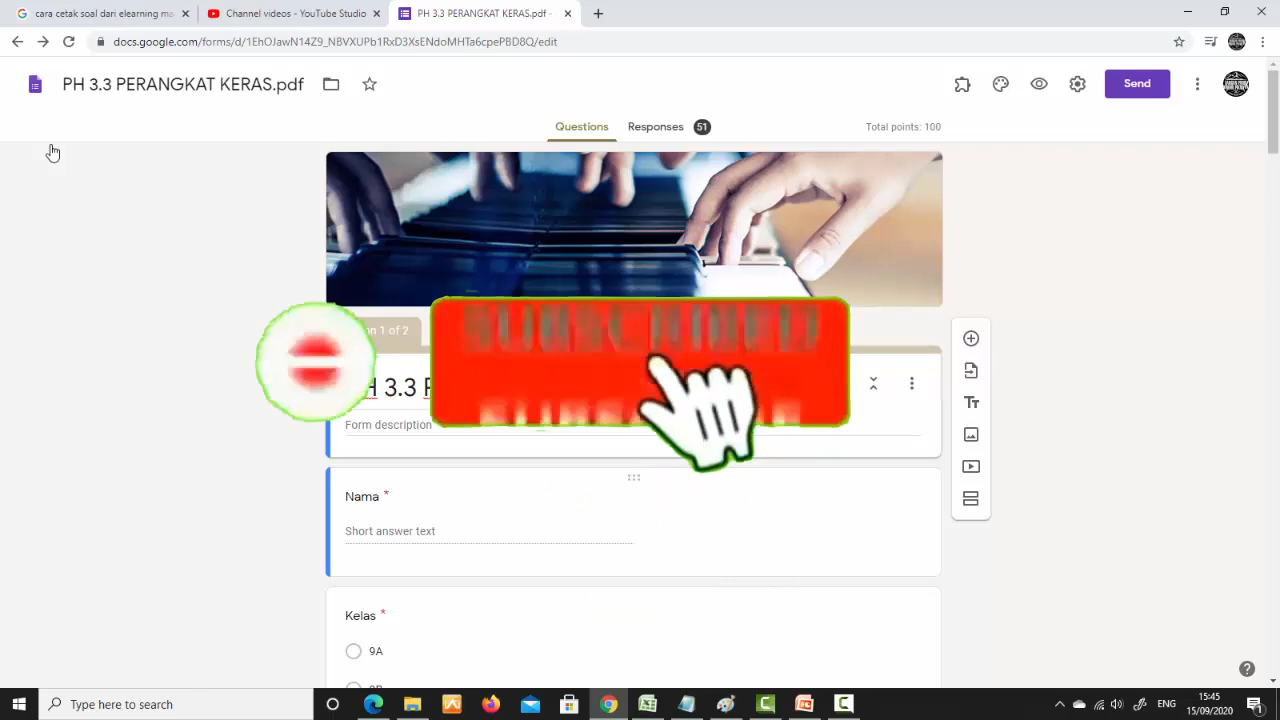 cara cetak soal dari elearning ma
Channel videos - YouTube Studio
PH 3.3 PERANGKAT KERAS.pdf -
docs.google.com/forms/d/1EhOJawN14Z9_NBVXUPb1RxD3XsENdoMHTa6cpePBD8Q/edit
PH 3.3 PERANGKAT KERAS.pdf
Send
Questions
Responses 51
Total points: 100
on 1 of 2
H 3.3 P
Form description
Nama *
Short answer text
Kelas *
9A
Type here to search
ENG
15:45
15/09/2020
1